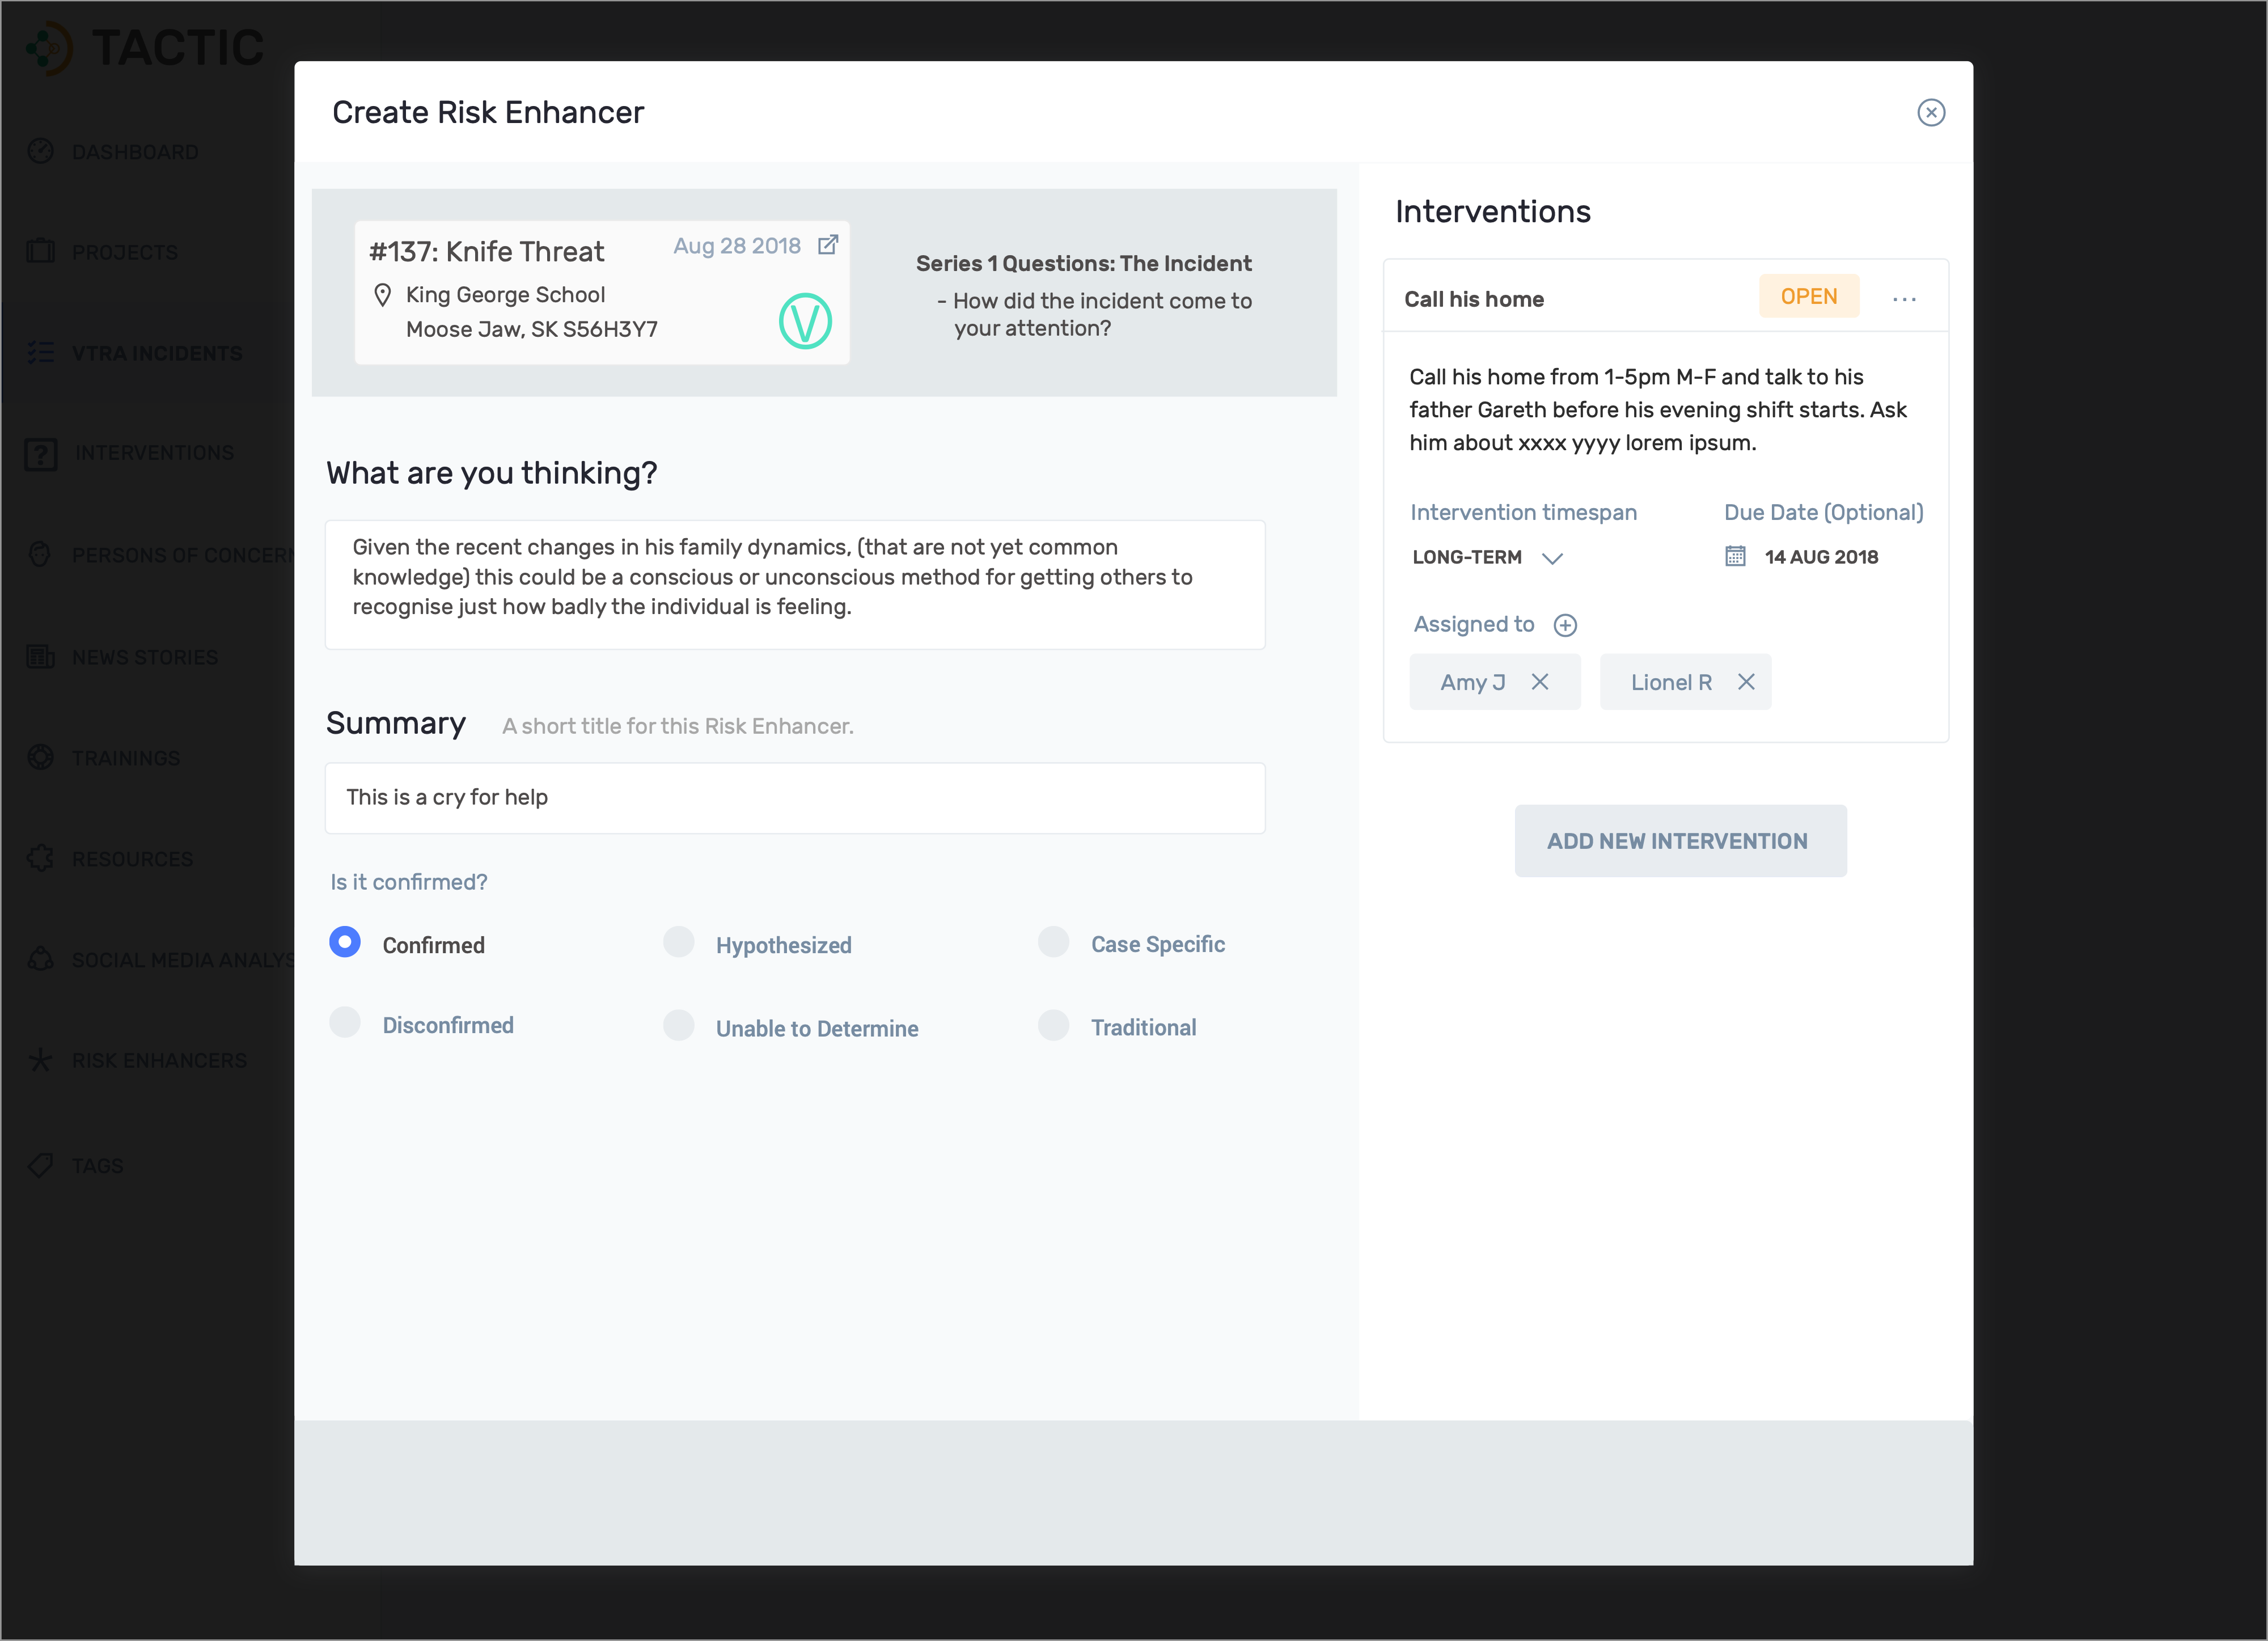 TACTIC
DASHBOARD
PROJECTS
VTRA INCIDENTS
INTERVENTIONS
PERSONS OF CONCERN
NEWS STORIES
TRAININGS
RESOURCES
SOCIAL MEDIA ANALYS
RISK ENHANCERS
TAGS
Create Risk Enhancer
#137: Knife Threat
Aug 28 2018
King George School
Moose Jaw, SK S56H3Y7
V
Series 1 Questions: The Incident
- How did the incident come to
your attention?
What are you thinking?
Given the recent changes in his family dynamics, (that are not yet common
knowledge) this could be a conscious or unconscious method for getting others to
recognise just how badly the individual is feeling.
Summary
A short title for this Risk Enhancer.
This is a cry for help
Is it confirmed?
Confirmed
Hypothesized
Case Specific
Disconfirmed
Unable to Determine
Traditional
Interventions
Call his home
OPEN
...
Call his home from 1-5pm M-F and talk to his
father Gareth before his evening shift starts. Ask
him about xxxx yyyy lorem ipsum.
Intervention timespan
Due Date (Optional)
LONG-TERM
14 AUG 2018
Assigned to
Amy J
Lionel R
ADD NEW INTERVENTION